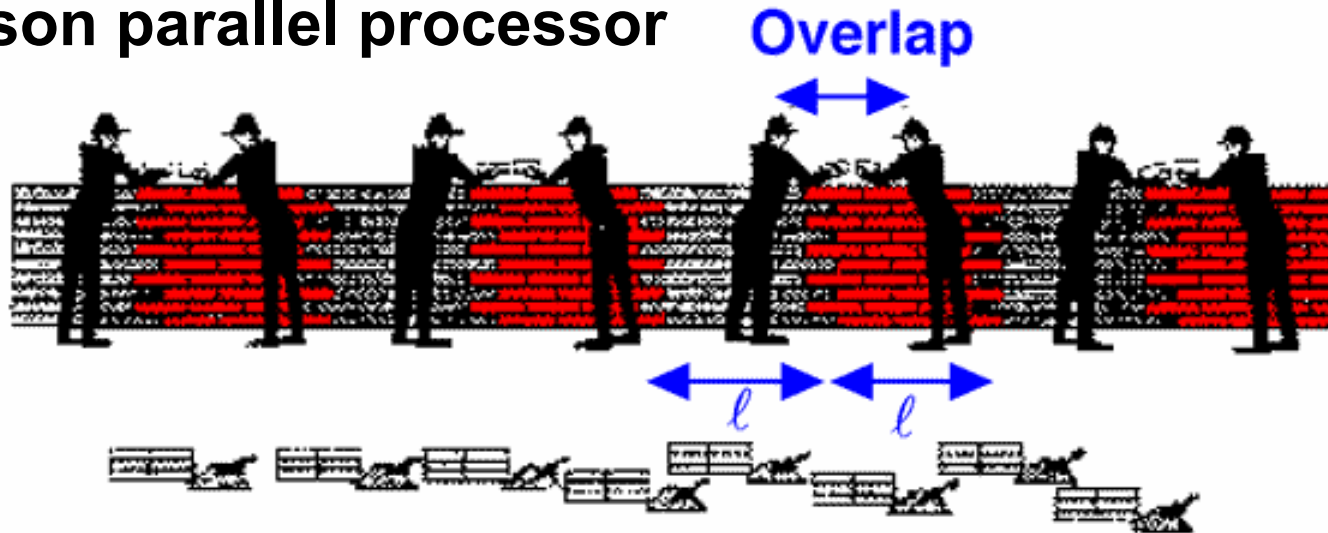 son parallel processor
Overlap
ℓ
ℓ